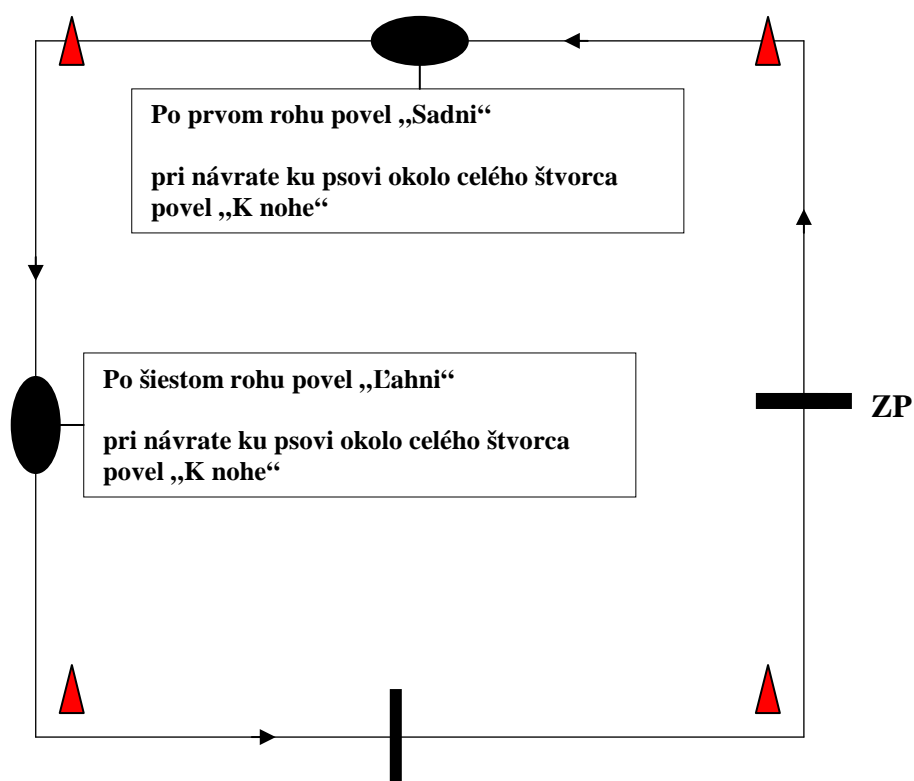 Po prvom rohu povel „Sadni“
pri návrate ku psovi okolo celého štvorca
povel „K nohe“
Po šiestom rohu povel „Ľahni“
pri návrate ku psovi okolo celého štvorca
povel „K nohe“
ZP